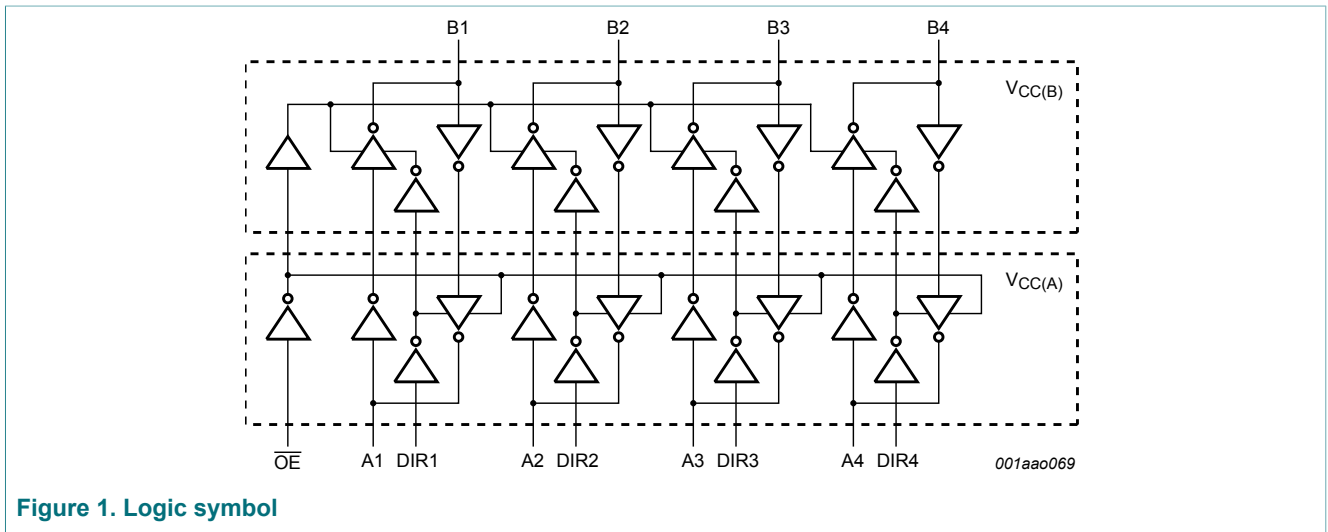 B1 B2 B3 B4
VCC(B)
VCC(A)
OE A1 DIR1 A2 DIR2 A3 DIR3 A4 DIR4
001aao069
Figure 1. Logic symbol